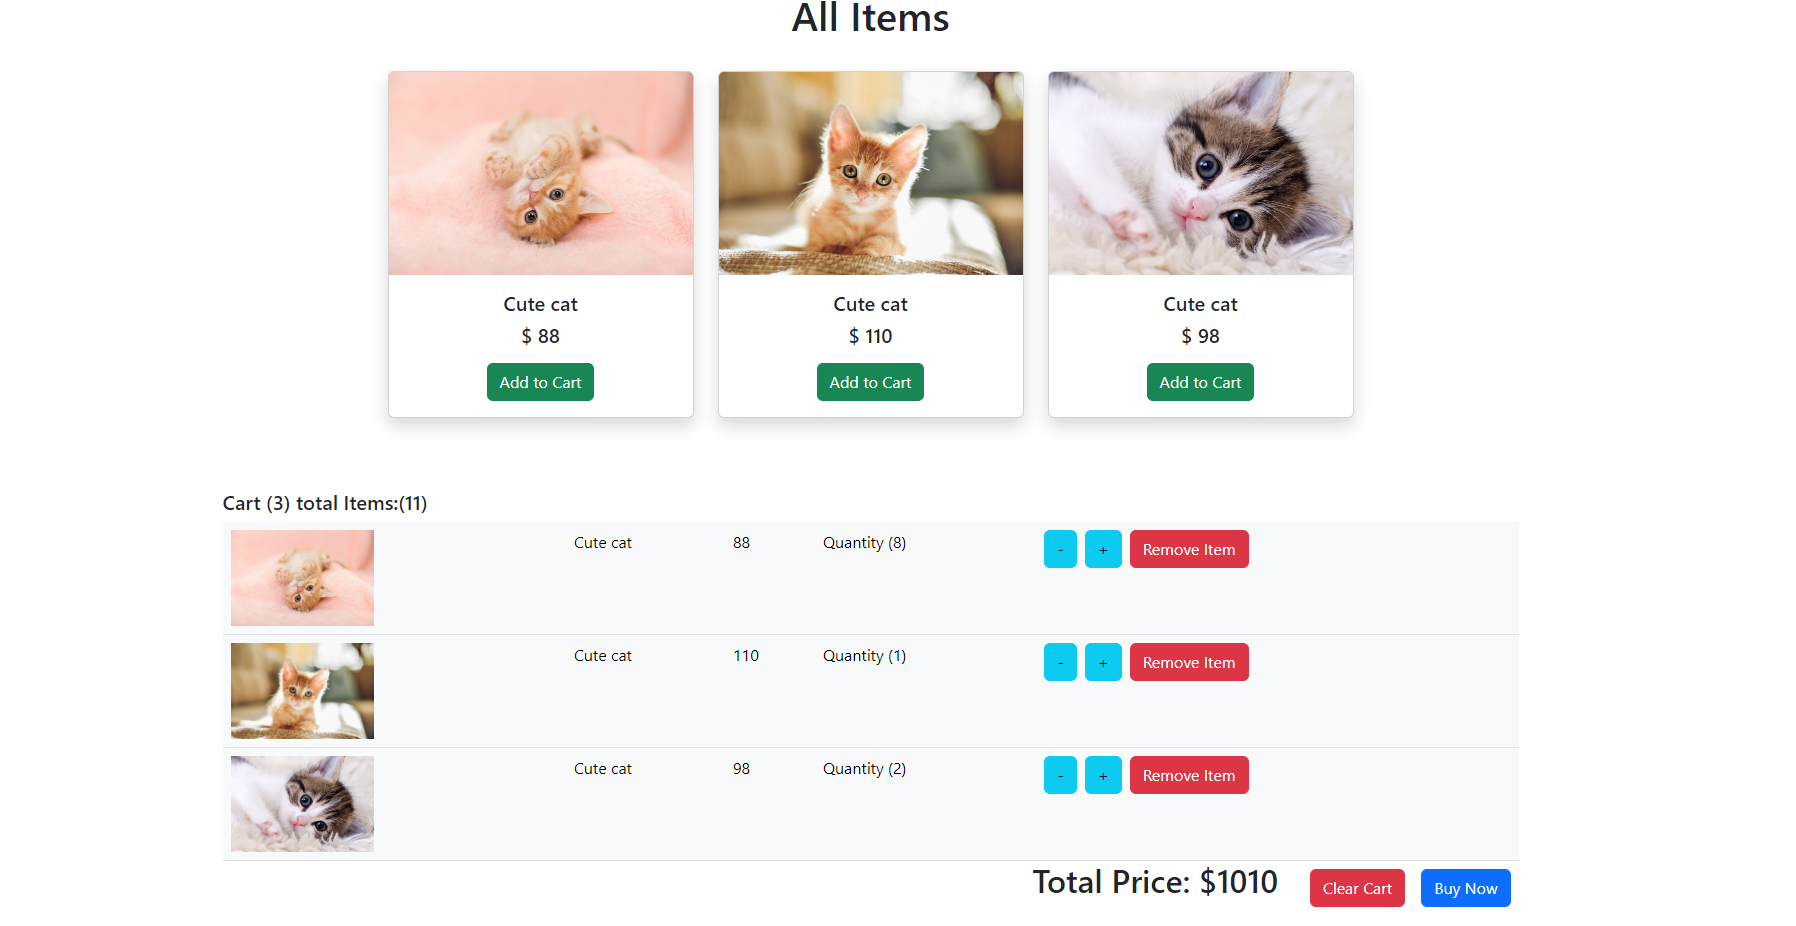 All Items
Cute cat
$ 88
Add to Cart
Cute cat
$ 110
Add to Cart
Cute cat
$ 98
Add to Cart
Cart (3) total Items:(11)
Cute cat 88 Quantity (8) - + Remove Item
Cute cat 110 Quantity (1) - + Remove Item
Cute cat 98 Quantity (2) - + Remove Item
Total Price: $1010 Clear Cart Buy Now